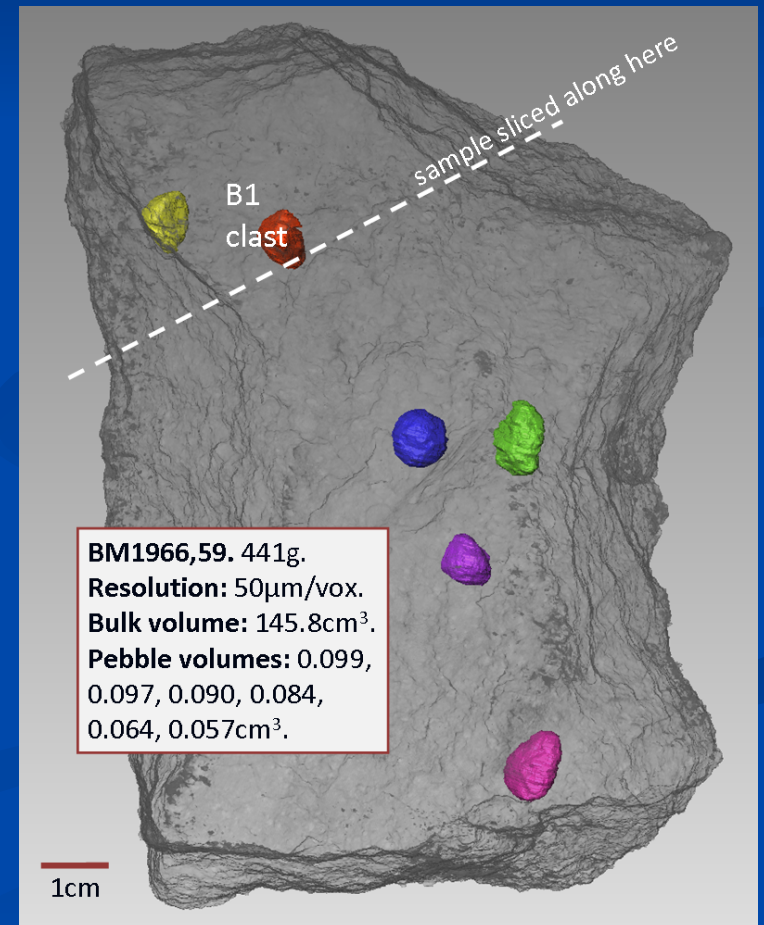 sample sliced along here
B1
clast
BM1966,59. 441g.
Resolution: 50µm/vox.
Bulk volume: 145.8cm³.
Pebble volumes: 0.099,
0.097, 0.090, 0.084,
0.064, 0.057cm³.
1cm